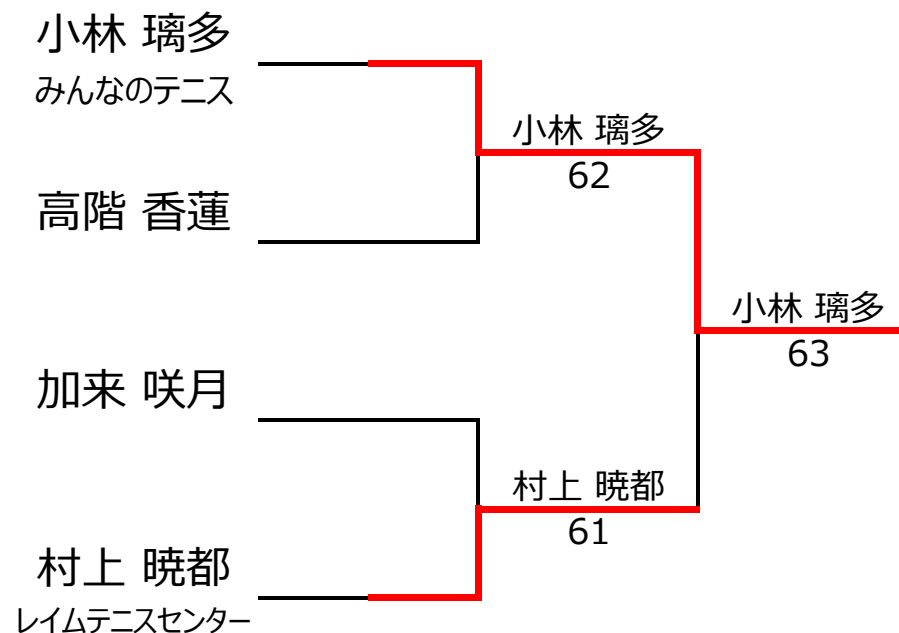 小林 璃多
みんなのテニス
小林 璃多
62
高階 香蓮
小林 璃多
63
加来 咲月
村上 暁都
61
村上 暁都
レイムテニスセンター